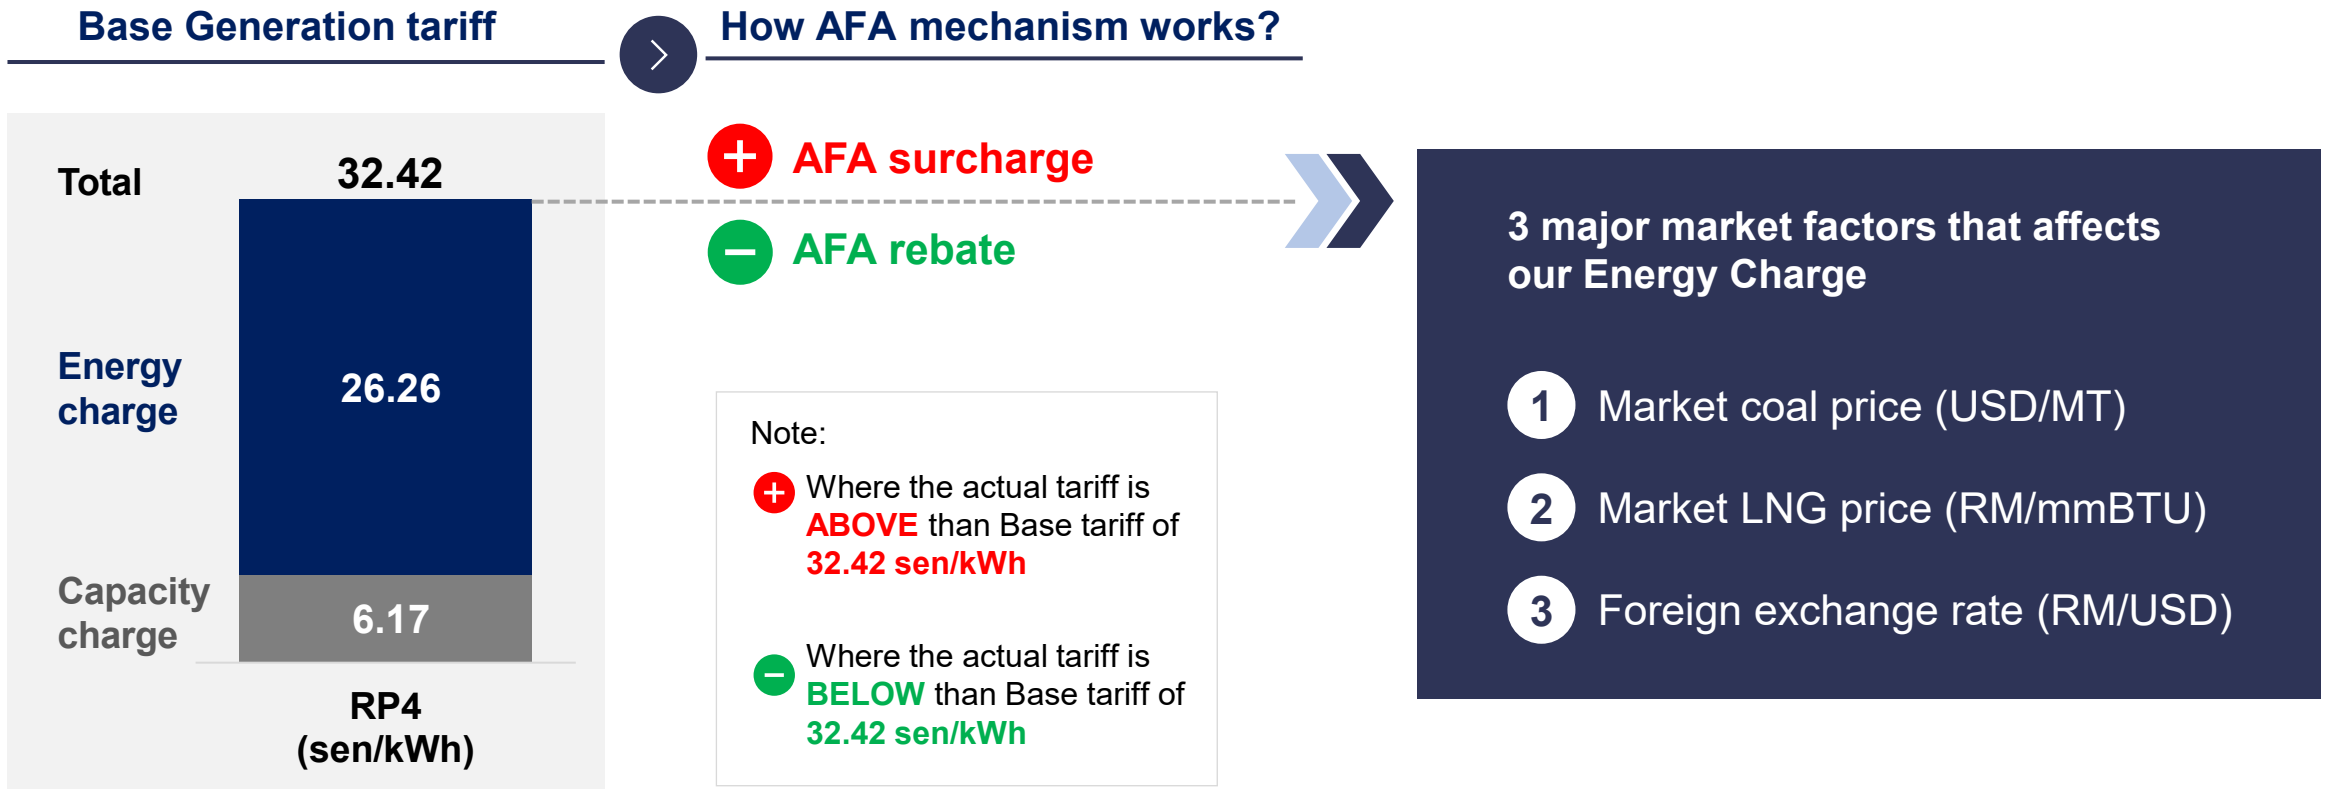 Base Generation tariff
How AFA mechanism works?
Total
32.42
Energy
charge
26.26
Capacity
charge
6.17
RP4
(sen/kWh)
AFA surcharge
AFA rebate
Note:
Where the actual tariff is
ABOVE than Base tariff of
32.42 sen/kWh
Where the actual tariff is
BELOW than Base tariff of
32.42 sen/kWh
3 major market factors that affects
our Energy Charge
1 Market coal price (USD/MT)
2 Market LNG price (RM/mmBTU)
3 Foreign exchange rate (RM/USD)